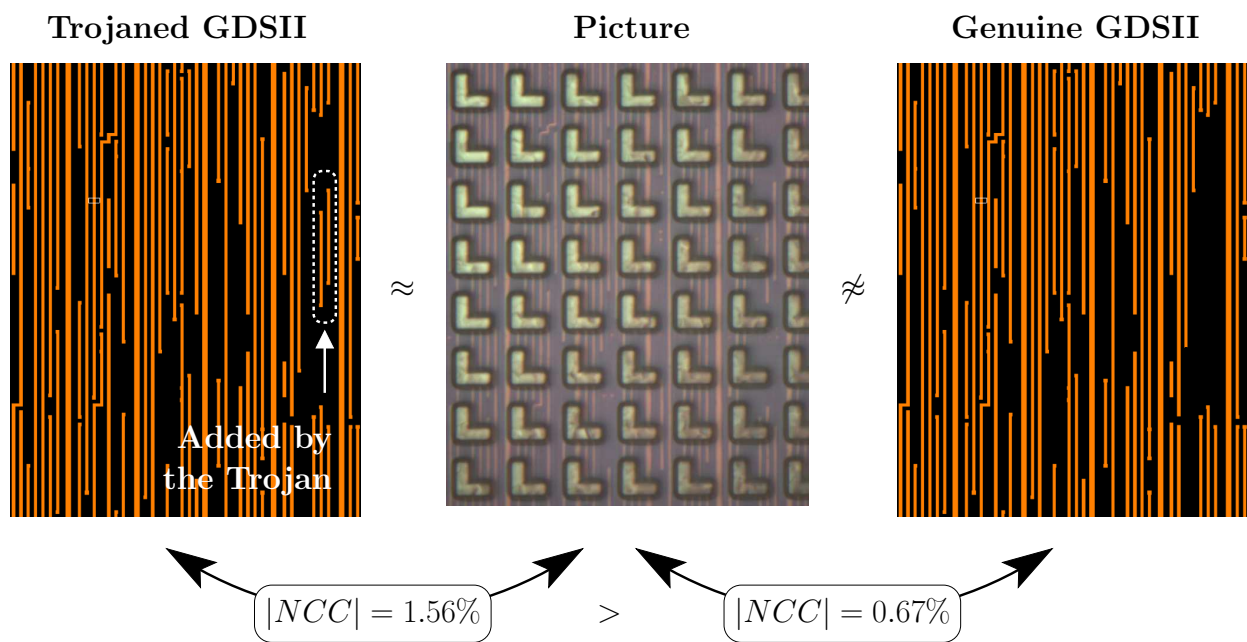 Trojaned GDSII
Picture
Genuine GDSII
≈
≉
Added by
the Trojan
|NCC| = 1.56%
>
|NCC| = 0.67%